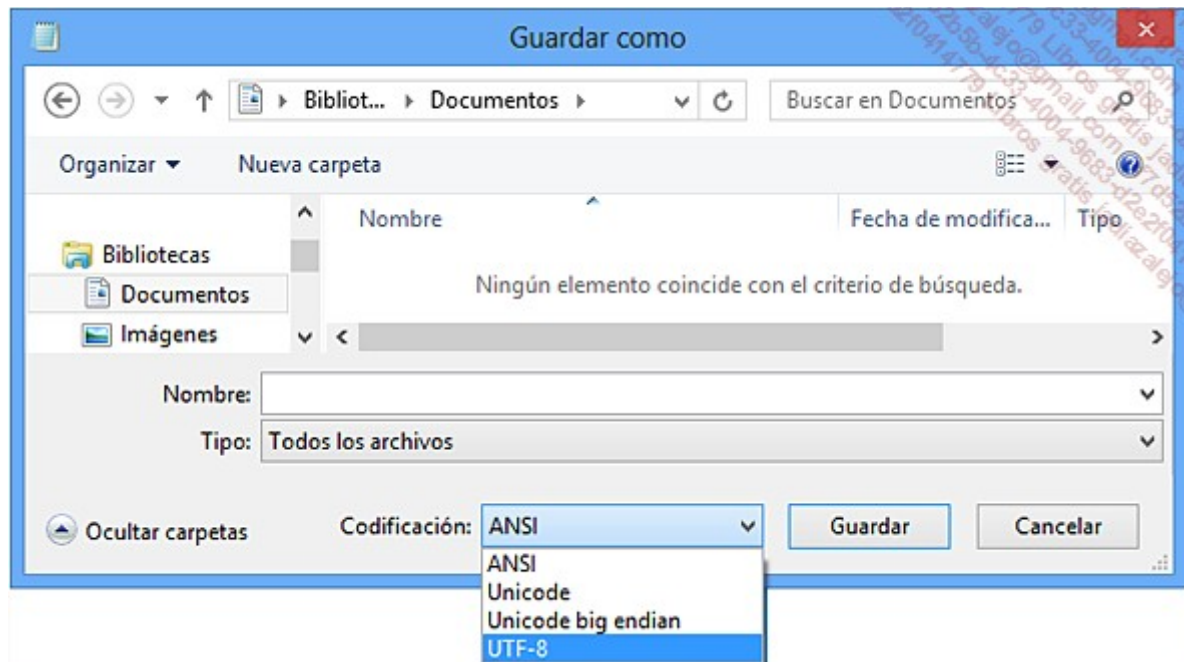 Guardar como
Bibliot... Documentos Buscar en Documentos
Organizar Nueva carpeta
Nombre Fecha de modifica... Tipo
Bibliotecas
Documentos
Imágenes
Ningún elemento coincide con el criterio de búsqueda.
Nombre:
Tipo: Todos los archivos
Ocultar carpetas Codificación: ANSI Guardar Cancelar
ANSI
Unicode
Unicode big endian
UTF-8